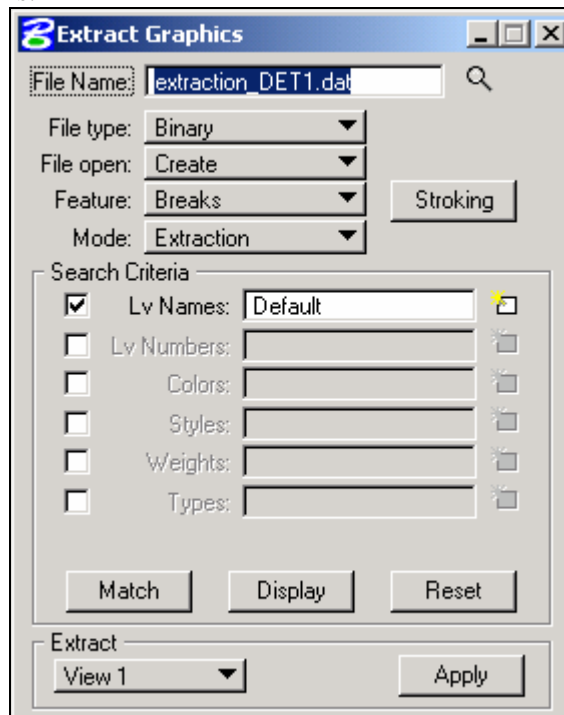 Extract Graphics
File Name: extraction_DET1.dat
File type: Binary
File open: Create
Feature: Breaks Stroking
Mode: Extraction
Search Criteria
Lv Names: Default
Lv Numbers:
Colors:
Styles:
Weights:
Types:
Match Display Reset
Extract
View 1 Apply